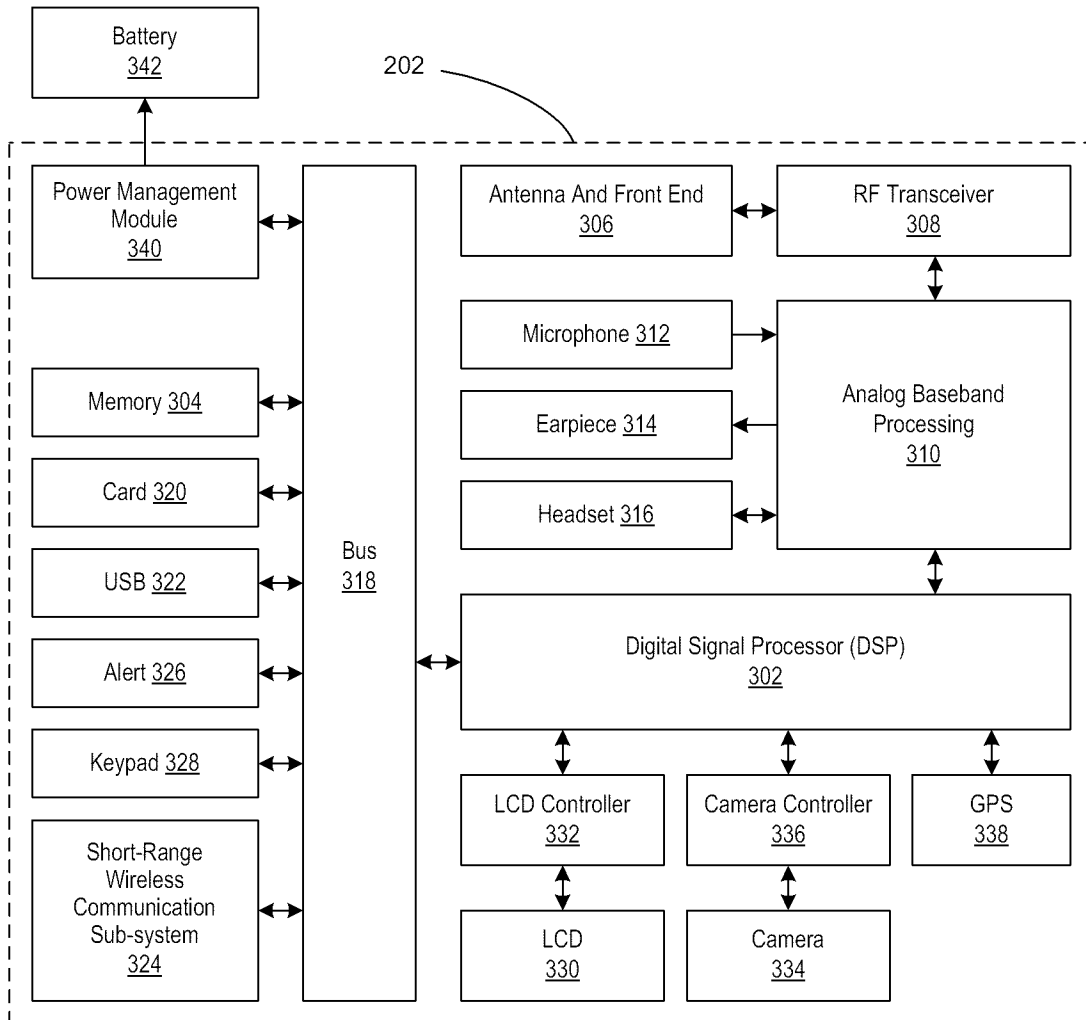 Battery
342
202
Power Management
Module
340
Antenna And Front End
306
RF Transceiver
308
Microphone 312
Earpiece 314
Headset 316
Analog Baseband
Processing
310
Memory 304
Card 320
USB 322
Alert 326
Keypad 328
Short-Range
Wireless
Communication
Sub-system
324
Bus
318
Digital Signal Processor (DSP)
302
LCD Controller
332
Camera Controller
336
GPS
338
LCD
330
Camera
334